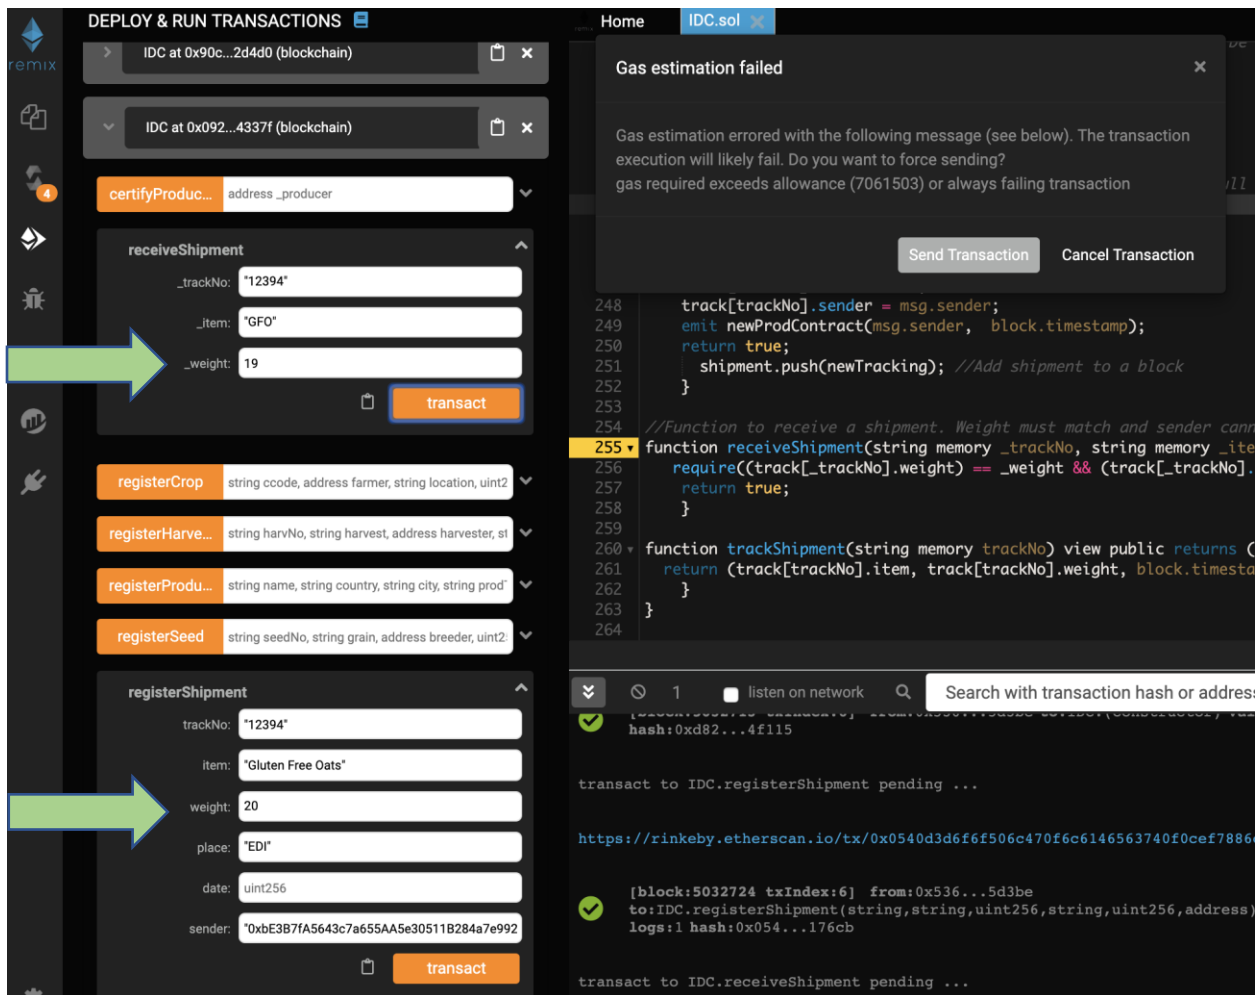 DEPLOY & RUN TRANSACTIONS
remix
IDC at 0x90c...2d4d0 (blockchain)
IDC at 0x092...4337f (blockchain)
4
certifyProduc...
address _producer
receiveShipment
_trackNo: "12394"
_item: "GFO"
_weight: 19
transact
registerCrop
string ccode, address farmer, string location, uint2
registerHarve...
string harvNo, string harvest, address harvester, st
registerProdu...
string name, string country, string city, string prod
registerSeed
string seedNo, string grain, address breeder, uint2
registerShipment
trackNo: "12394"
item: "Gluten Free Oats"
weight: 20
place: "EDI"
date: uint256
sender: "0xbE3B7fA5643c7a655AA5e30511B284a7e992
transact
Home
IDC.sol
Gas estimation failed
Gas estimation errored with the following message (see below). The transaction
execution will likely fail. Do you want to force sending?
gas required exceeds allowance (7061503) or always failing transaction
Send Transaction
Cancel Transaction
248 track[trackNo].sender = msg.sender;
249 emit newProdContract(msg.sender, block.timestamp);
250 return true;
251 shipment.push(newTracking); //Add shipment to a block
252 }
253
254 //Function to receive a shipment. Weight must match and sender cann
255 function receiveShipment(string memory _trackNo, string memory _ite
256 require((track[_trackNo].weight) == _weight && (track[_trackNo].
257 return true;
258 }
259
260 function trackShipment(string memory trackNo) view public returns (
261 return (track[trackNo].item, track[trackNo].weight, block.timesta
262 }
263 }
264
1
listen on network
Search with transaction hash or address
hash:0xd82...4f115
transact to IDC.registerShipment pending ...
https://rinkeby.etherscan.io/tx/0x0540d3d6f6f506c470f6c6146563740f0cef7886
[block:5032724 txIndex:6] from:0x536...5d3be
to:IDC.registerShipment(string,string,uint256,string,uint256,address)
logs:1 hash:0x054...176cb
transact to IDC.receiveShipment pending ...